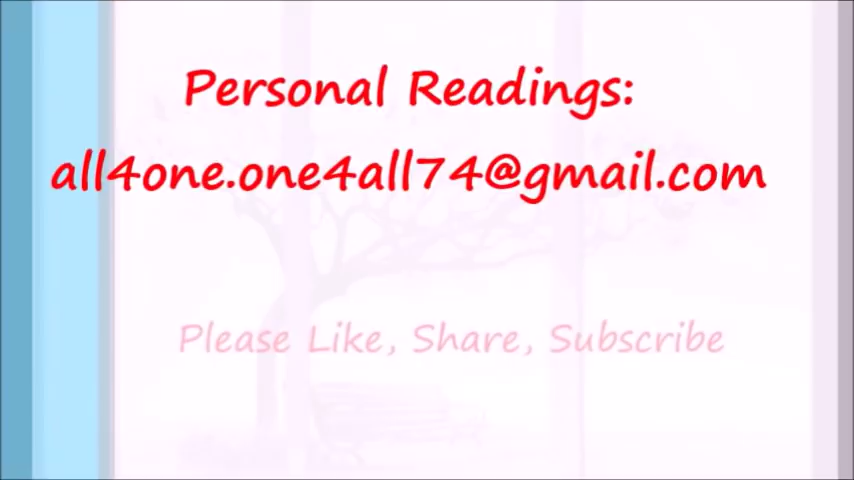 Personal Readings:
all4one.one4all74@gmail.com
Please Like, Share, Subscribe